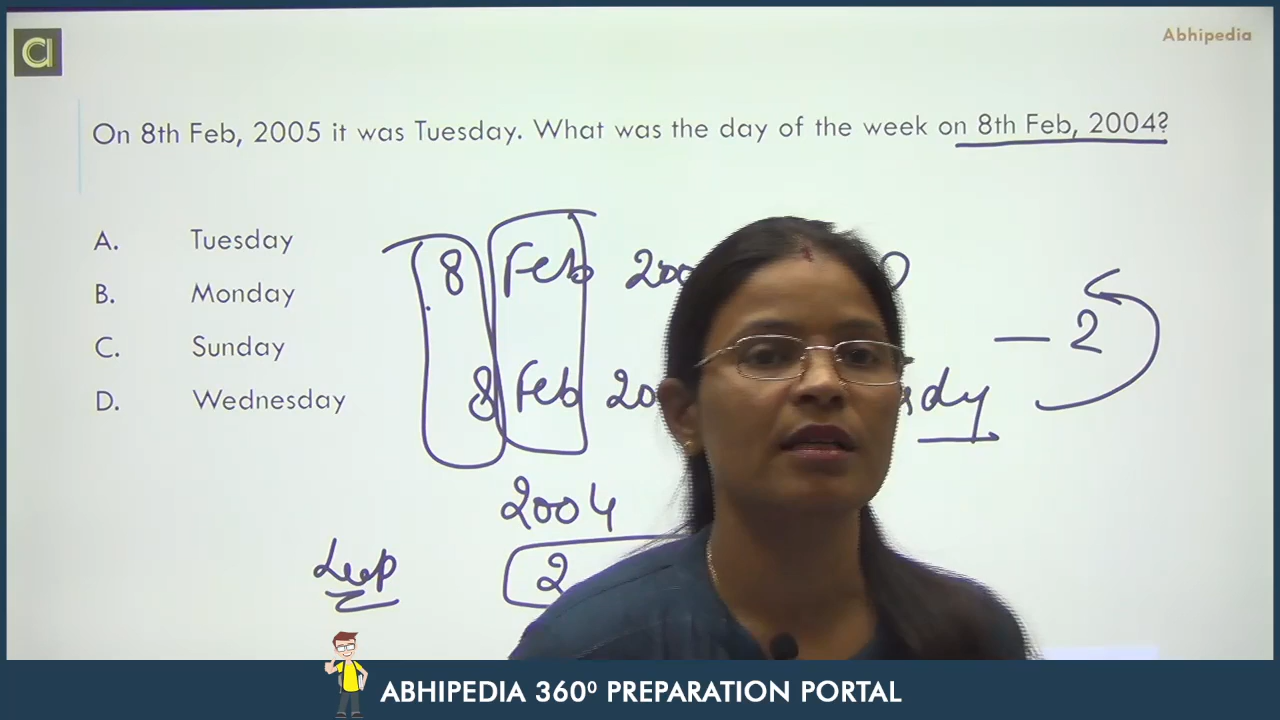 Abhipedia
On 8th Feb, 2005 it was Tuesday. What was the day of the week on 8th Feb, 2004?
A. Tuesday
B. Monday
C. Sunday
D. Wednesday
8 Feb
— 2
8 Feb
2004
Leap
2
ABHIPEDIA 360º PREPARATION PORTAL